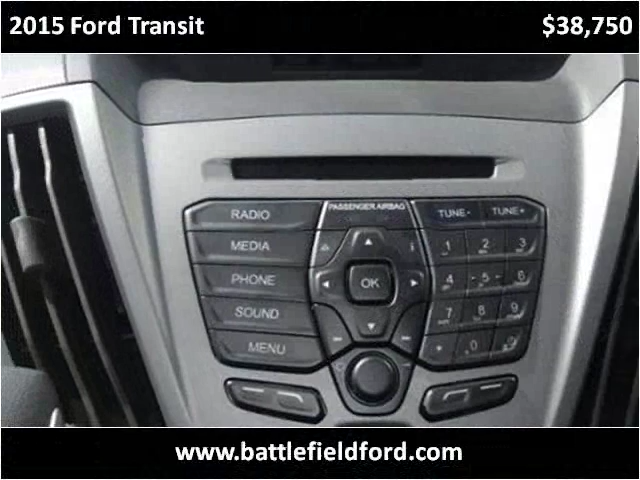 2015 Ford Transit $38,750
RADIO PASSENGER AIRBAG TUNE- TUNE+
MEDIA i 1 2 3
PHONE OK 4 5 6
SOUND 7 8 9
MENU * 0 #
www.battlefieldford.com